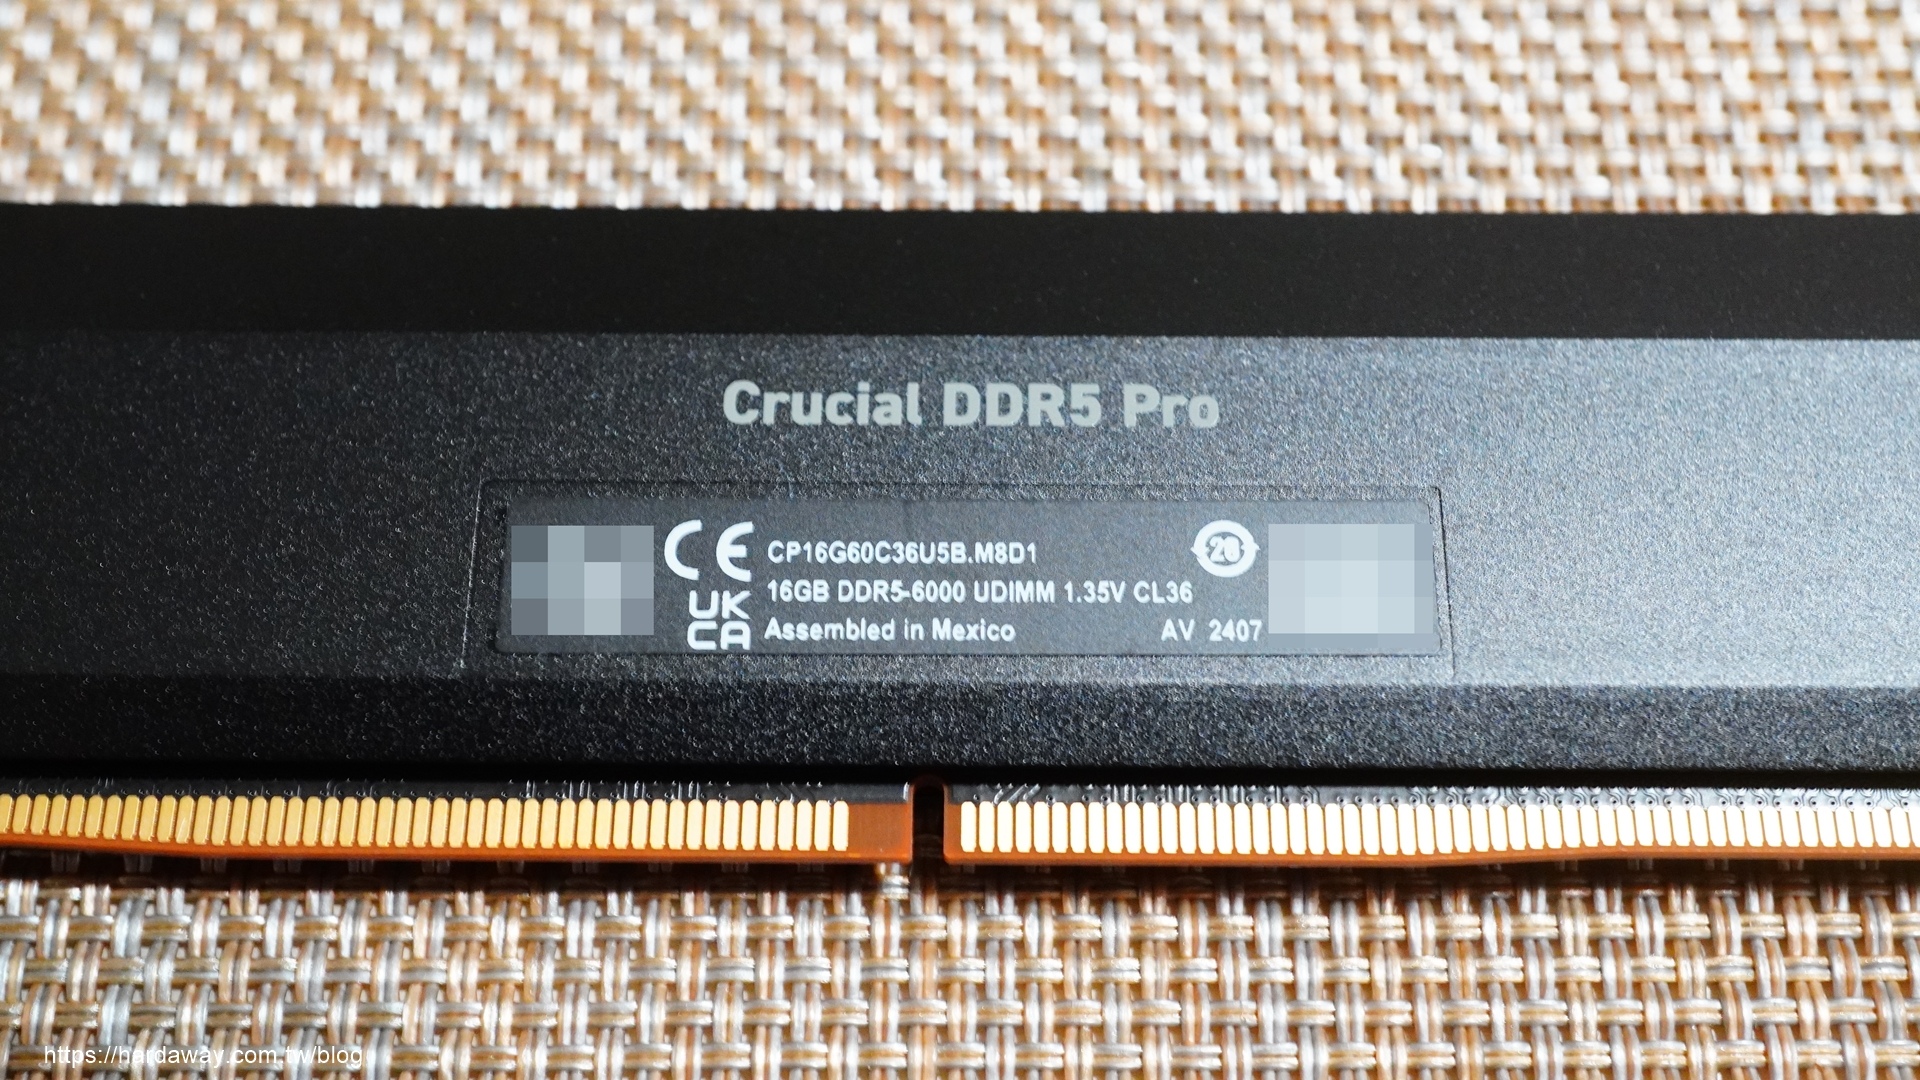 Crucial DDR5 Pro
CE
CP16G60C36U5B.M8D1
20
16GB DDR5-6000 UDIMM 1.35V CL36
UK
CA
Assembled in Mexico
AV 2407
https://hardaway.com.tw/blog